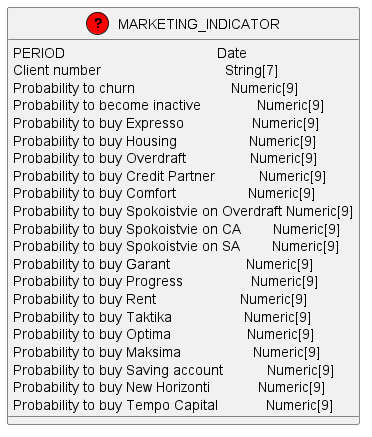 ? MARKETING_INDICATOR
PERIOD Date
Client number String[7]
Probability to churn Numeric[9]
Probability to become inactive Numeric[9]
Probability to buy Expresso Numeric[9]
Probability to buy Housing Numeric[9]
Probability to buy Overdraft Numeric[9]
Probability to buy Credit Partner Numeric[9]
Probability to buy Comfort Numeric[9]
Probability to buy Spokoistvie on Overdraft Numeric[9]
Probability to buy Spokoistvie on CA Numeric[9]
Probability to buy Spokoistvie on SA Numeric[9]
Probability to buy Garant Numeric[9]
Probability to buy Progress Numeric[9]
Probability to buy Rent Numeric[9]
Probability to buy Taktika Numeric[9]
Probability to buy Optima Numeric[9]
Probability to buy Maksima Numeric[9]
Probability to buy Saving account Numeric[9]
Probability to buy New Horizonti Numeric[9]
Probability to buy Tempo Capital Numeric[9]